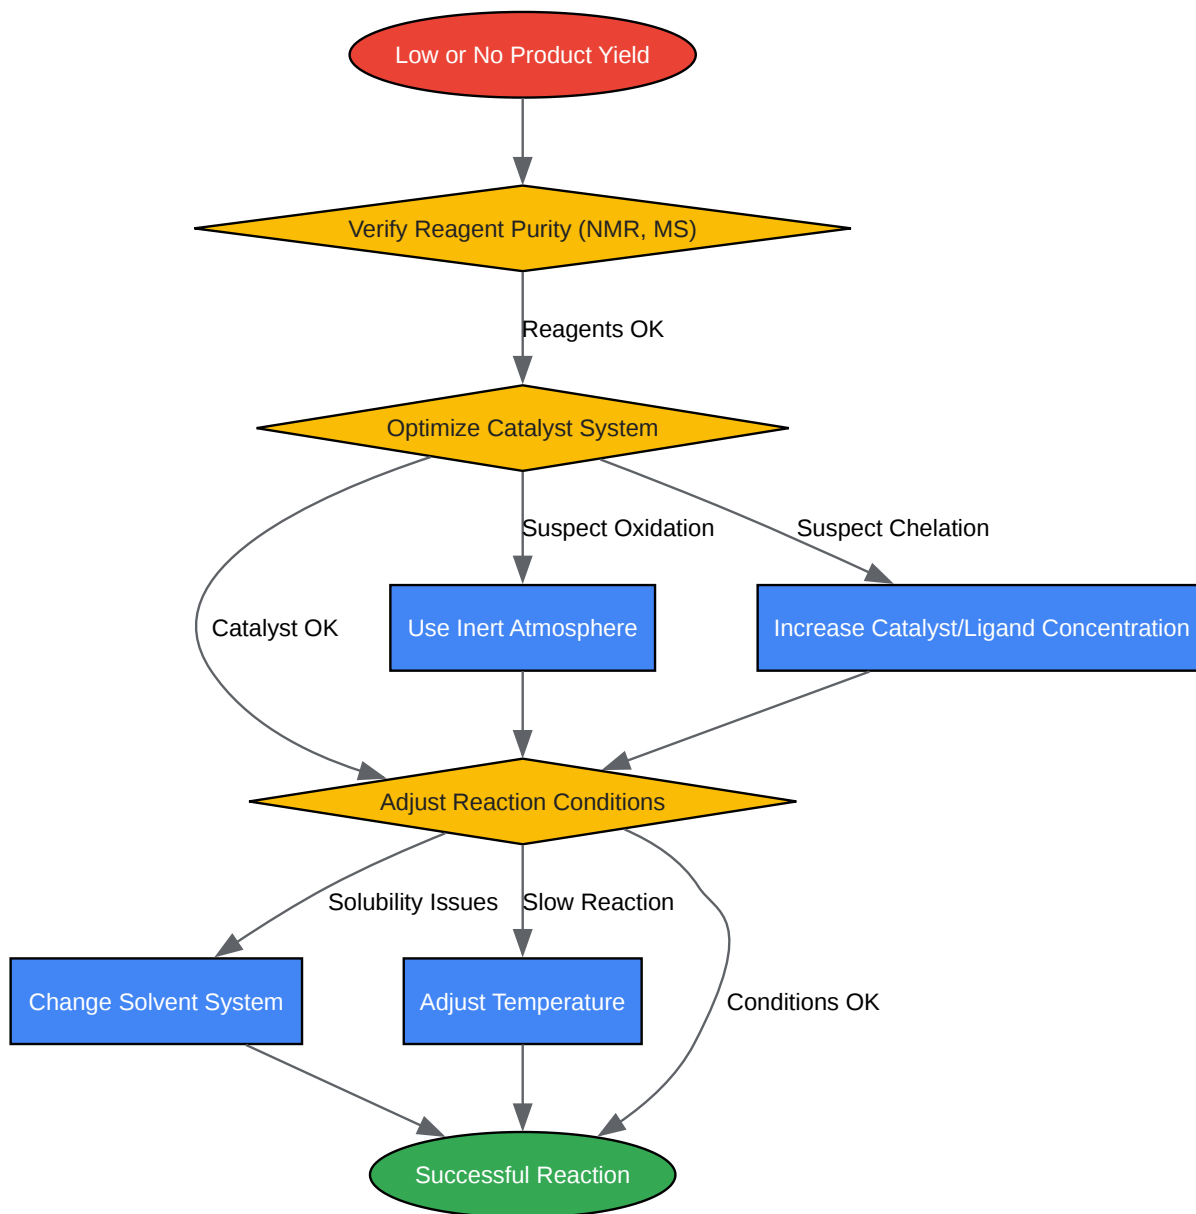 Low or No Product Yield
Verify Reagent Purity (NMR, MS)
Reagents OK
Optimize Catalyst System
Suspect Oxidation
Suspect Chelation
Catalyst OK
Use Inert Atmosphere
Increase Catalyst/Ligand Concentration
Adjust Reaction Conditions
Solubility Issues
Slow Reaction
Change Solvent System
Adjust Temperature
Conditions OK
Successful Reaction